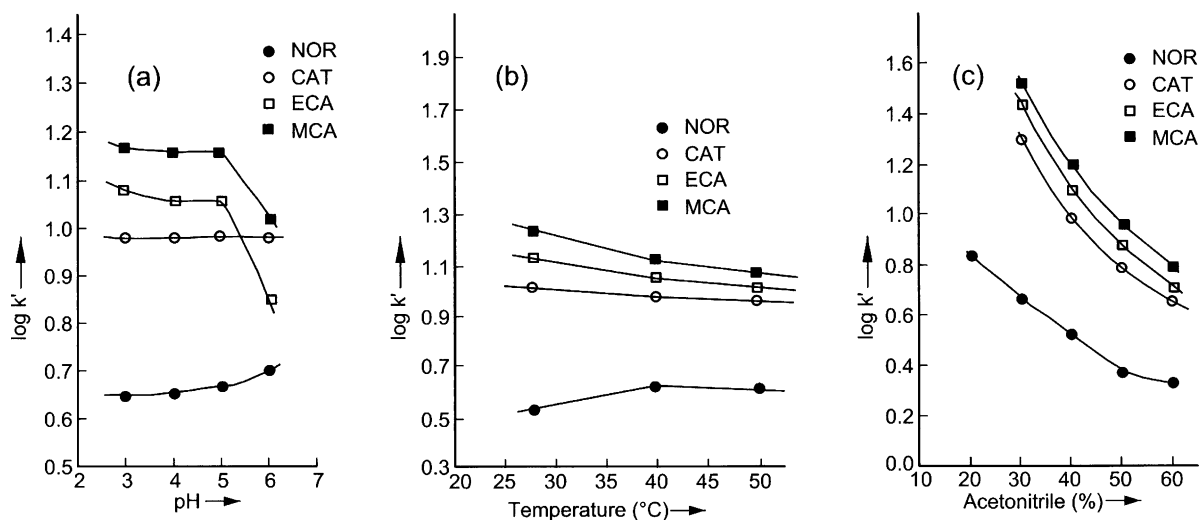 (a)
1.4
1.3
1.2
1.1
1.0
0.9
0.8
0.7
0.6
0.5
log k'
NOR
CAT
ECA
MCA
2
3
4
5
6
7
pH
(b)
1.9
1.7
1.5
1.3
1.1
0.9
0.7
0.5
0.3
log k'
NOR
CAT
ECA
MCA
20
25
30
35
40
45
50
Temperature (°C)
(c)
1.6
1.4
1.2
1.0
0.8
0.6
0.4
0.2
0.0
log k'
NOR
CAT
ECA
MCA
10
20
30
40
50
60
Acetonitrile (%)